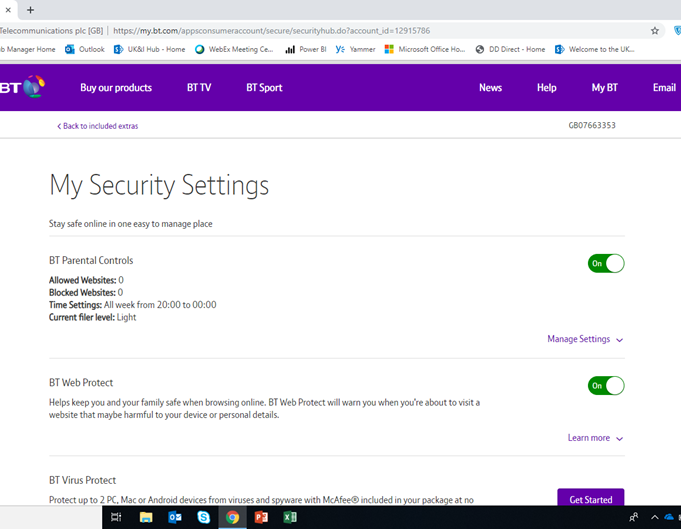 Telecommunications plc [GB] | https://my.bt.com/appsconsumeraccount/secure/securityhub.do?account_id=12915786
b Manager Home Outlook UK&I Hub - Home WebEx Meeting Ce... Power BI Yammer Microsoft Office Ho... DD Direct - Home Welcome to the UK...
BT Buy our products BT TV BT Sport News Help My BT Email
Back to included extras GB07663353
My Security Settings
Stay safe online in one easy to manage place
BT Parental Controls On
Allowed Websites: 0
Blocked Websites: 0
Time Settings: All week from 20:00 to 00:00
Current filer level: Light
Manage Settings
BT Web Protect On
Helps keep you and your family safe when browsing online. BT Web Protect will warn you when you're about to visit a
website that maybe harmful to your device or personal details.
Learn more
BT Virus Protect
Protect up to 2 PC, Mac or Android devices from viruses and spyware with McAfee® included in your package at no
Get Started